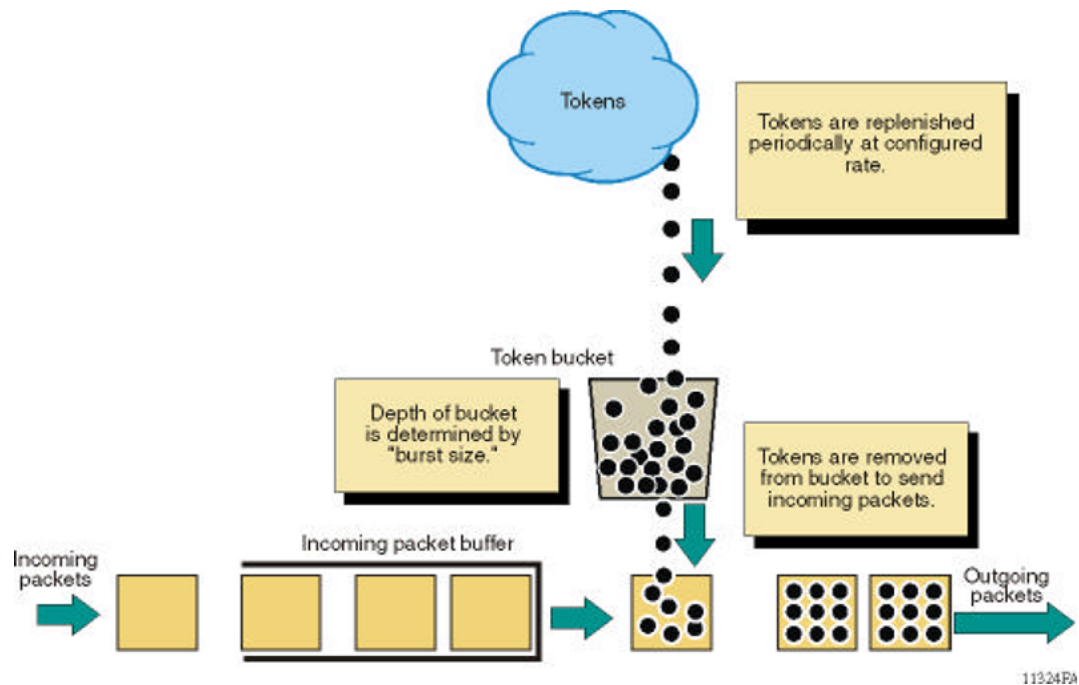 Tokens
Tokens are replenished
periodically at configured
rate.
Token bucket
Depth of bucket
is determined by
"burst size."
Tokens are removed
from bucket to send
incoming packets.
Incoming packet buffer
Incoming
packets
Outgoing
packets
11324PA